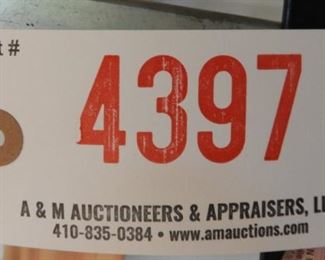 t #
4397
A & M AUCTIONEERS & APPRAISERS, LL
410-835-0384 • www.amauctions.com